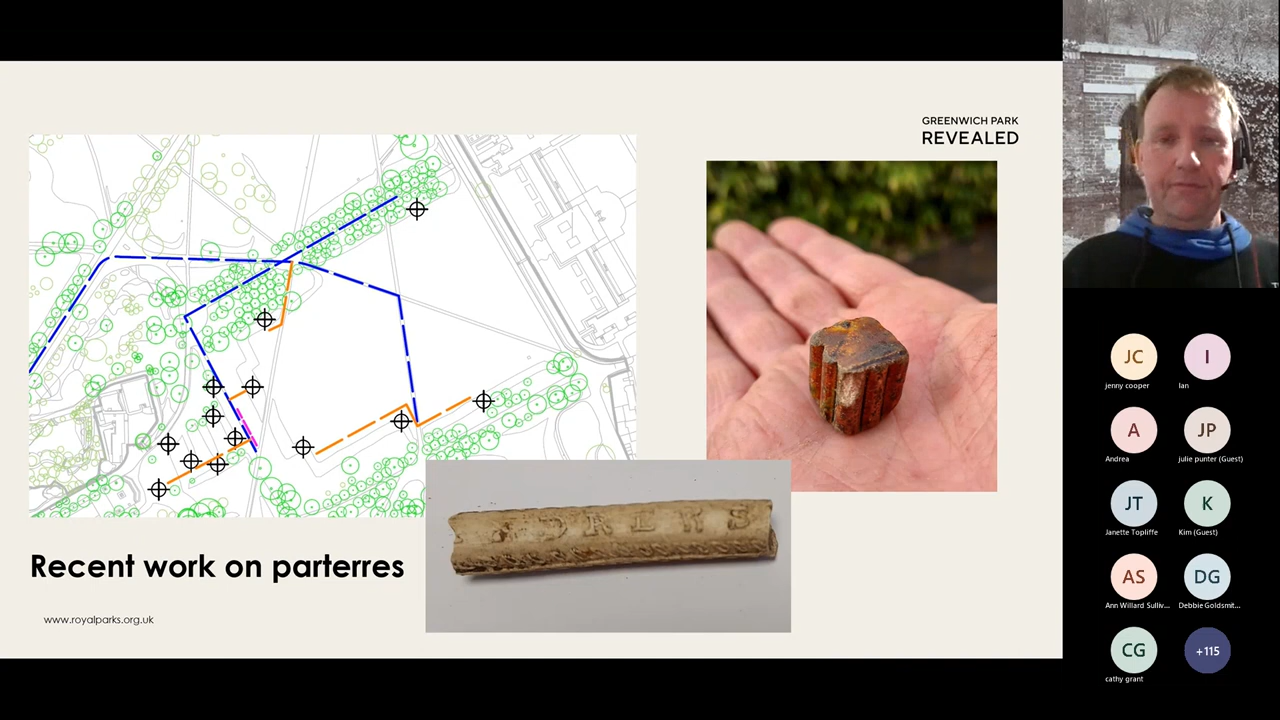 GREENWICH PARK
REVEALED
DRERS
Recent work on parterres
www.royalparks.org.uk
JC
jenny cooper
I
Ian
A
Andrea
JP
julie punter (Guest)
JT
Janette Topliffe
K
Kim (Guest)
AS
Ann Willard Sulliv...
DG
Debbie Goldsmit...
CG
cathy grant
+115